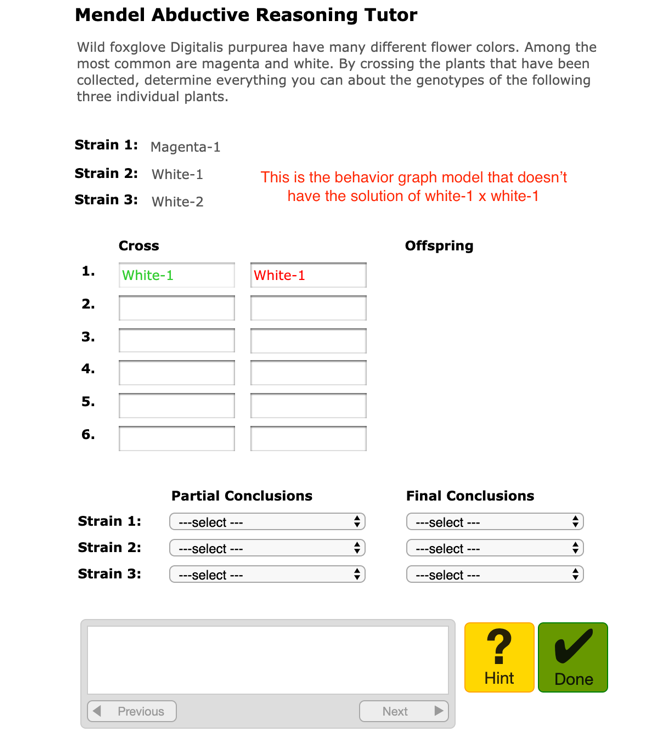 Mendel Abductive Reasoning Tutor
Wild foxglove Digitalis purpurea have many different flower colors. Among the
most common are magenta and white. By crossing the plants that have been
collected, determine everything you can about the genotypes of the following
three individual plants.
Strain 1: Magenta-1
Strain 2: White-1
Strain 3: White-2
This is the behavior graph model that doesn't
have the solution of white-1 x white-1
Cross Offspring
1. White-1 White-1
2.
3.
4.
5.
6.
Partial Conclusions Final Conclusions
Strain 1: ---select --- ---select ---
Strain 2: ---select --- ---select ---
Strain 3: ---select --- ---select ---
? Hint Done
Previous Next